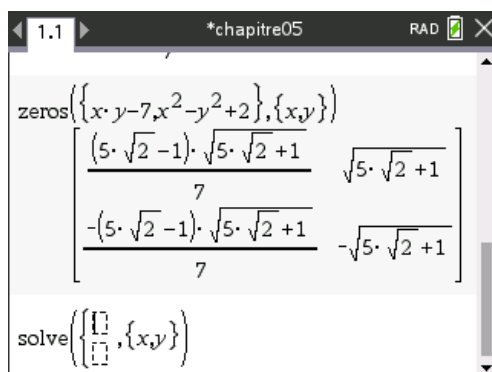 1.1 *chapitre05 RAD
zeros({x·y−7,x²−y²+2},{x,y})
[(5·√2−1)·√(5·√2+1) / 7 √(5·√2+1)
−(5·√2−1)·√(5·√2+1) / 7 −√(5·√2+1)]
solve({ ,{x,y})